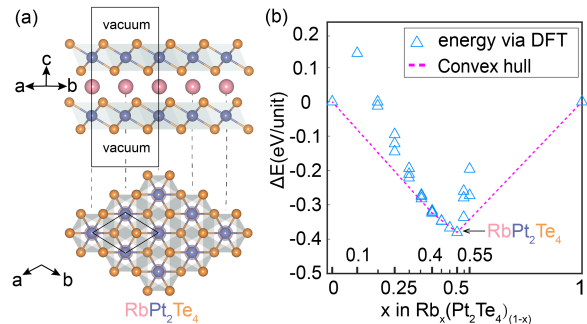 (a)
vacuum
c
a
b
vacuum
a
b
RbPt2Te4
(b)
energy via DFT
Convex hull
ΔE(eV/unit)
0.2
0.1
0
-0.1
-0.2
-0.3
-0.4
-0.5
RbPt2Te4
0.1
0.4
0.55
0
0.25
0.5
1
x in Rbx(Pt2Te4)(1-x)